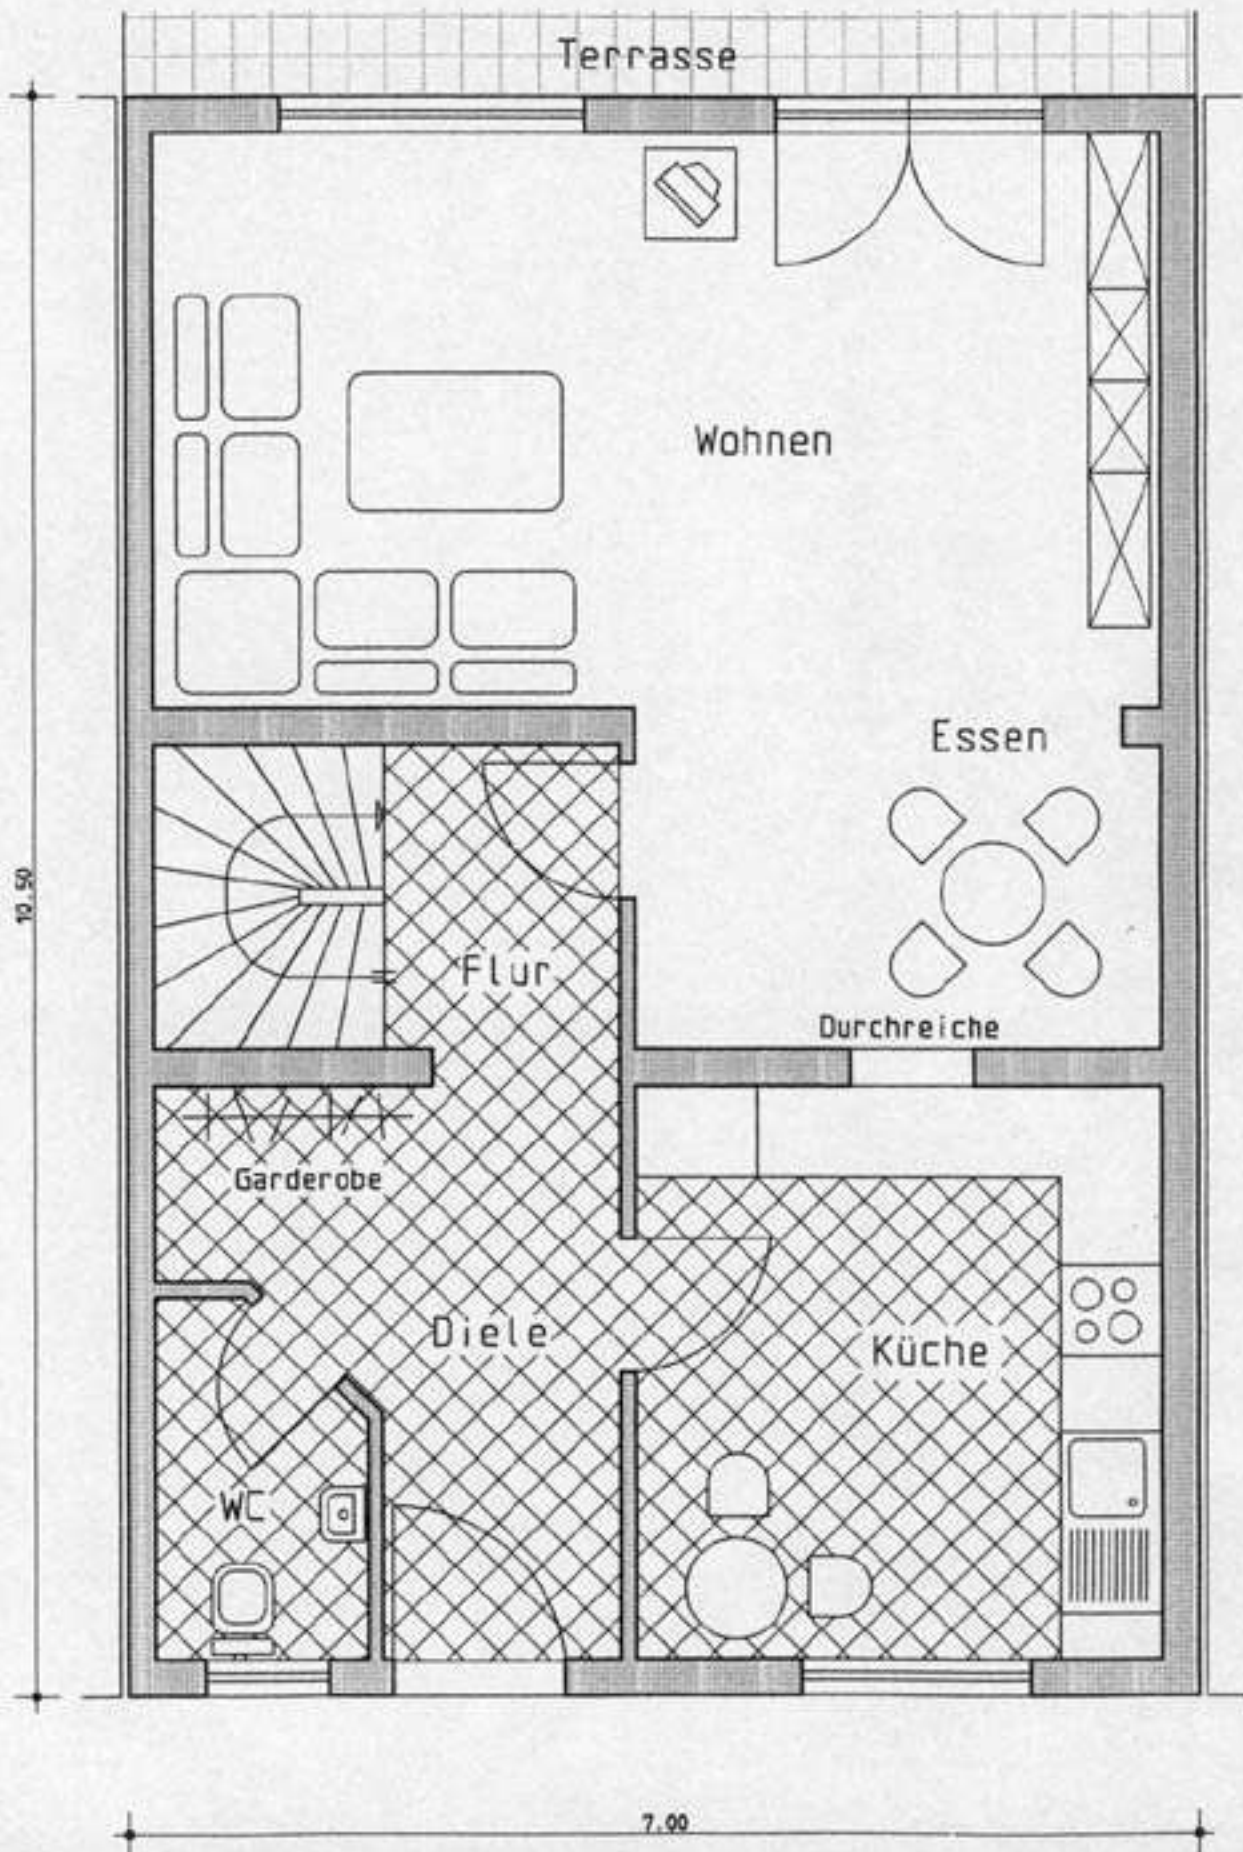 Terrasse
Wohnen
Essen
10.50
Flur
Durchreiche
Garderobe
Diele
Küche
WC
7.00